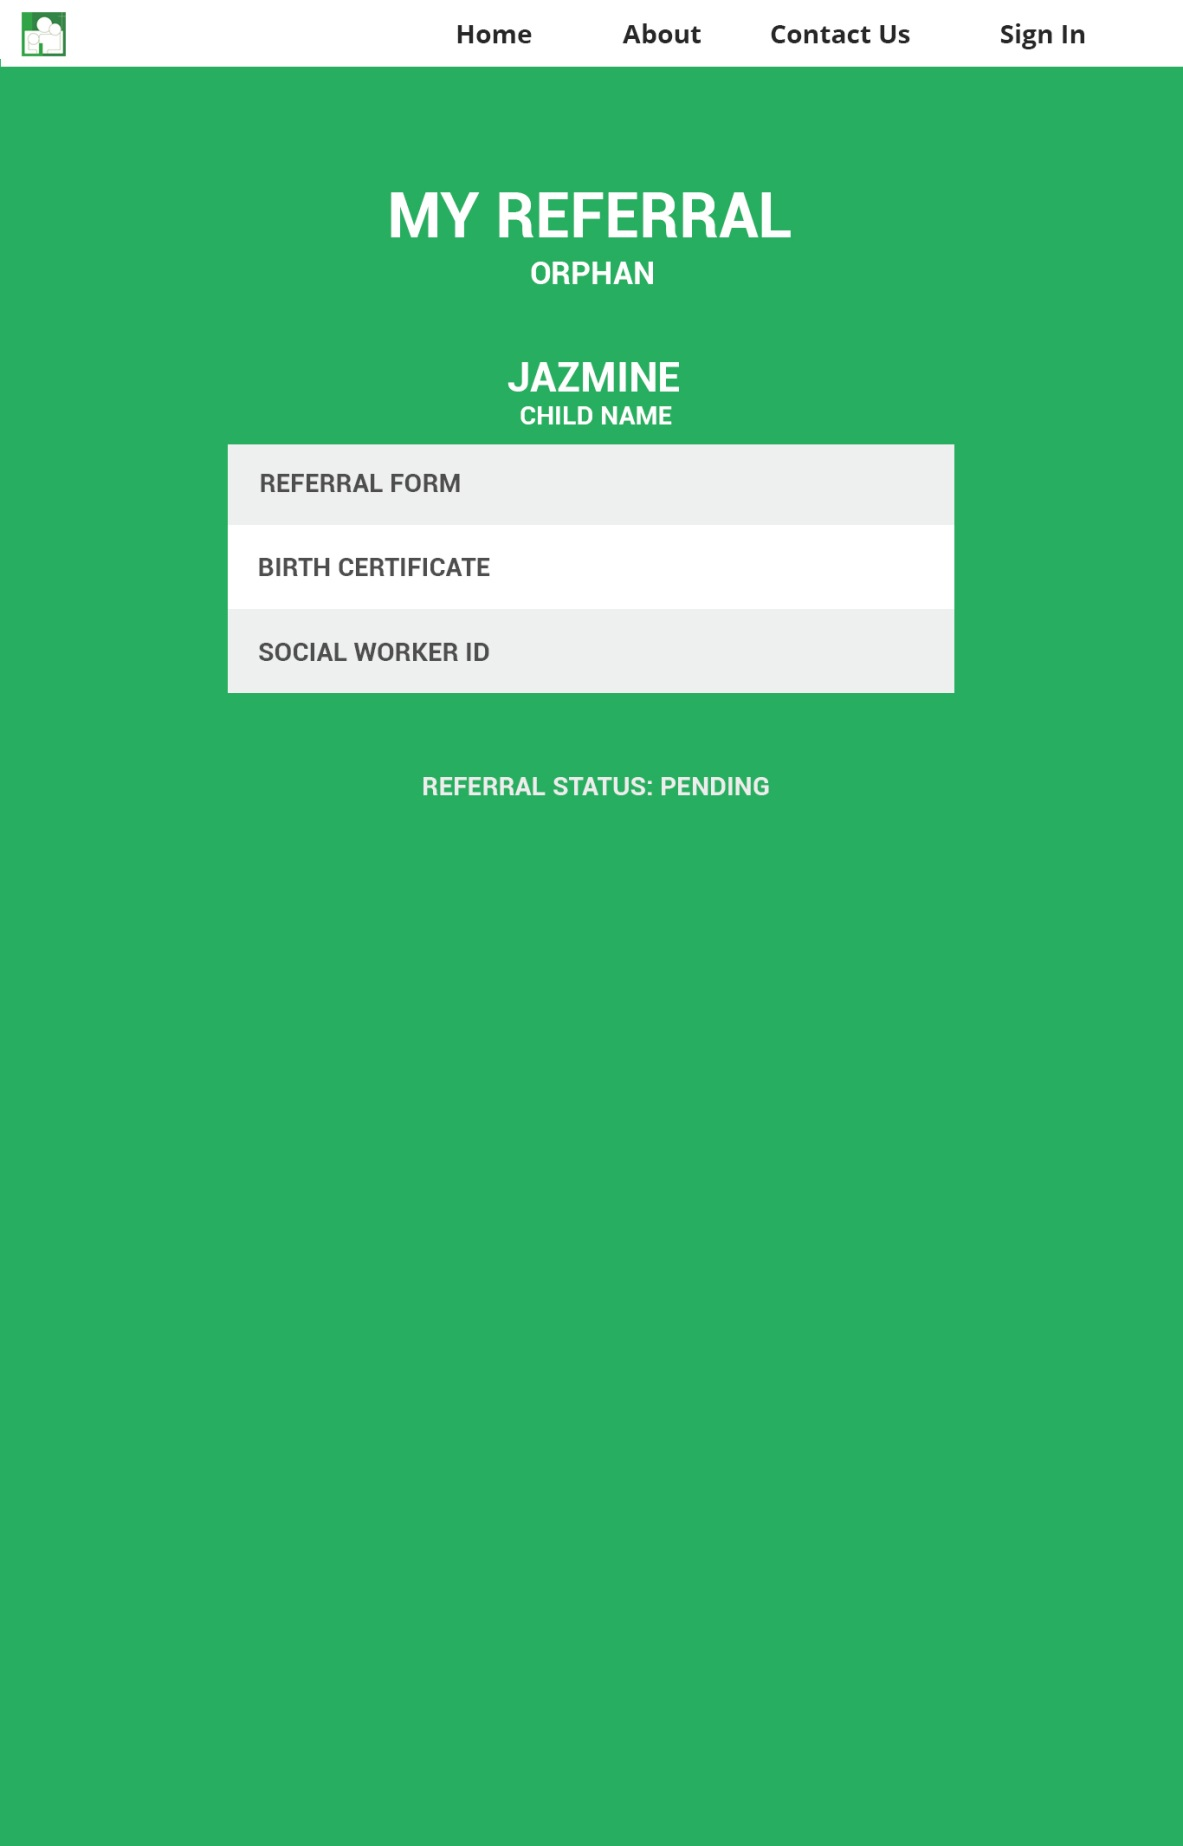 Home About Contact Us Sign In
MY REFERRAL
ORPHAN
JAZMINE
CHILD NAME
REFERRAL FORM
BIRTH CERTIFICATE
SOCIAL WORKER ID
REFERRAL STATUS: PENDING